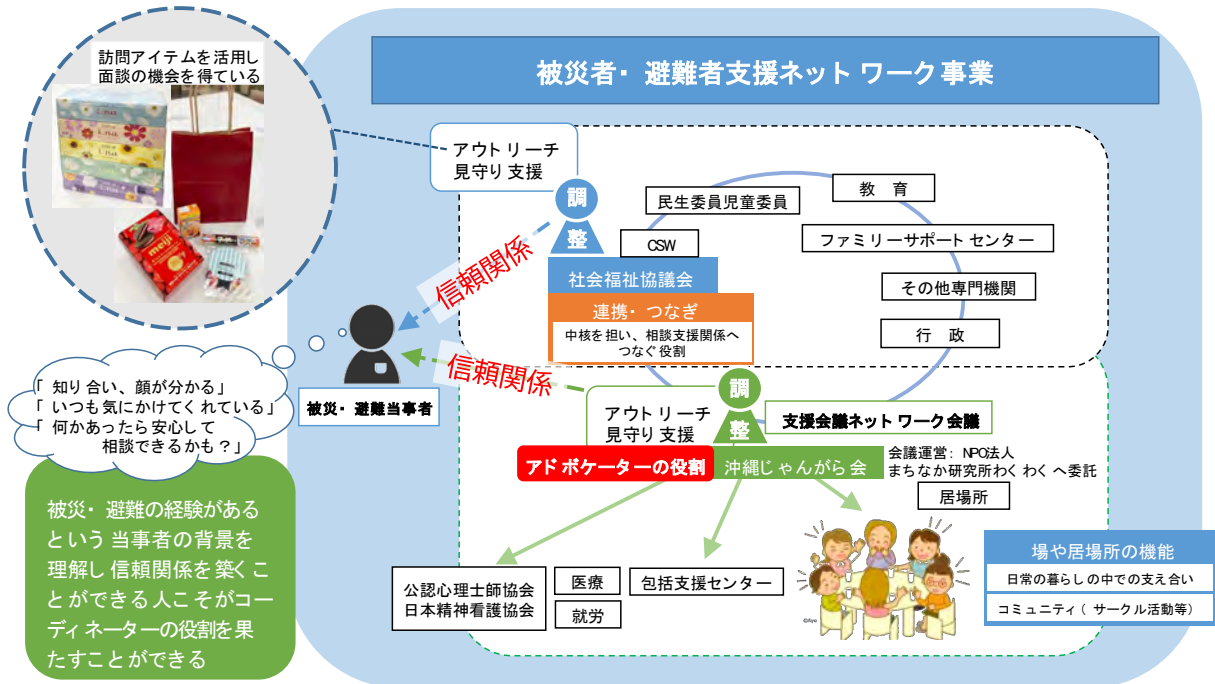 訪問アイテムを活用し
面談の機会を得ている
meiji
被災者・避難者支援ネットワーク事業
アウトリーチ
見守り支援
調
整
民生委員児童委員
教育
CSW
ファミリーサポートセンター
その他専門機関
行政
社会福祉協議会
連携・つなぎ
中核を担い、相談支援関係へ
つなぐ役割
信頼関係
信頼関係
被災・避難当事者
「知り合い、顔が分かる」
「いつも気にかけてくれている」
「何かあったら安心して
相談できるかも？」
被災・避難の経験がある
という当事者の背景を
理解し信頼関係を築くこ
とができる人こそがコー
ディネーターの役割を果
たすことができる
アウトリーチ
見守り支援
調
整
支援会議ネットワーク会議
アドボケーターの役割
沖縄じゃんがら会
会議運営：NPO法人
まちなか研究所わくわくへ委託
居場所
公認心理士師協会
日本精神看護協会
医療
就労
包括支援センター
場や居場所の機能
日常の暮らしの中での支え合い
コミュニティ（サークル活動等）